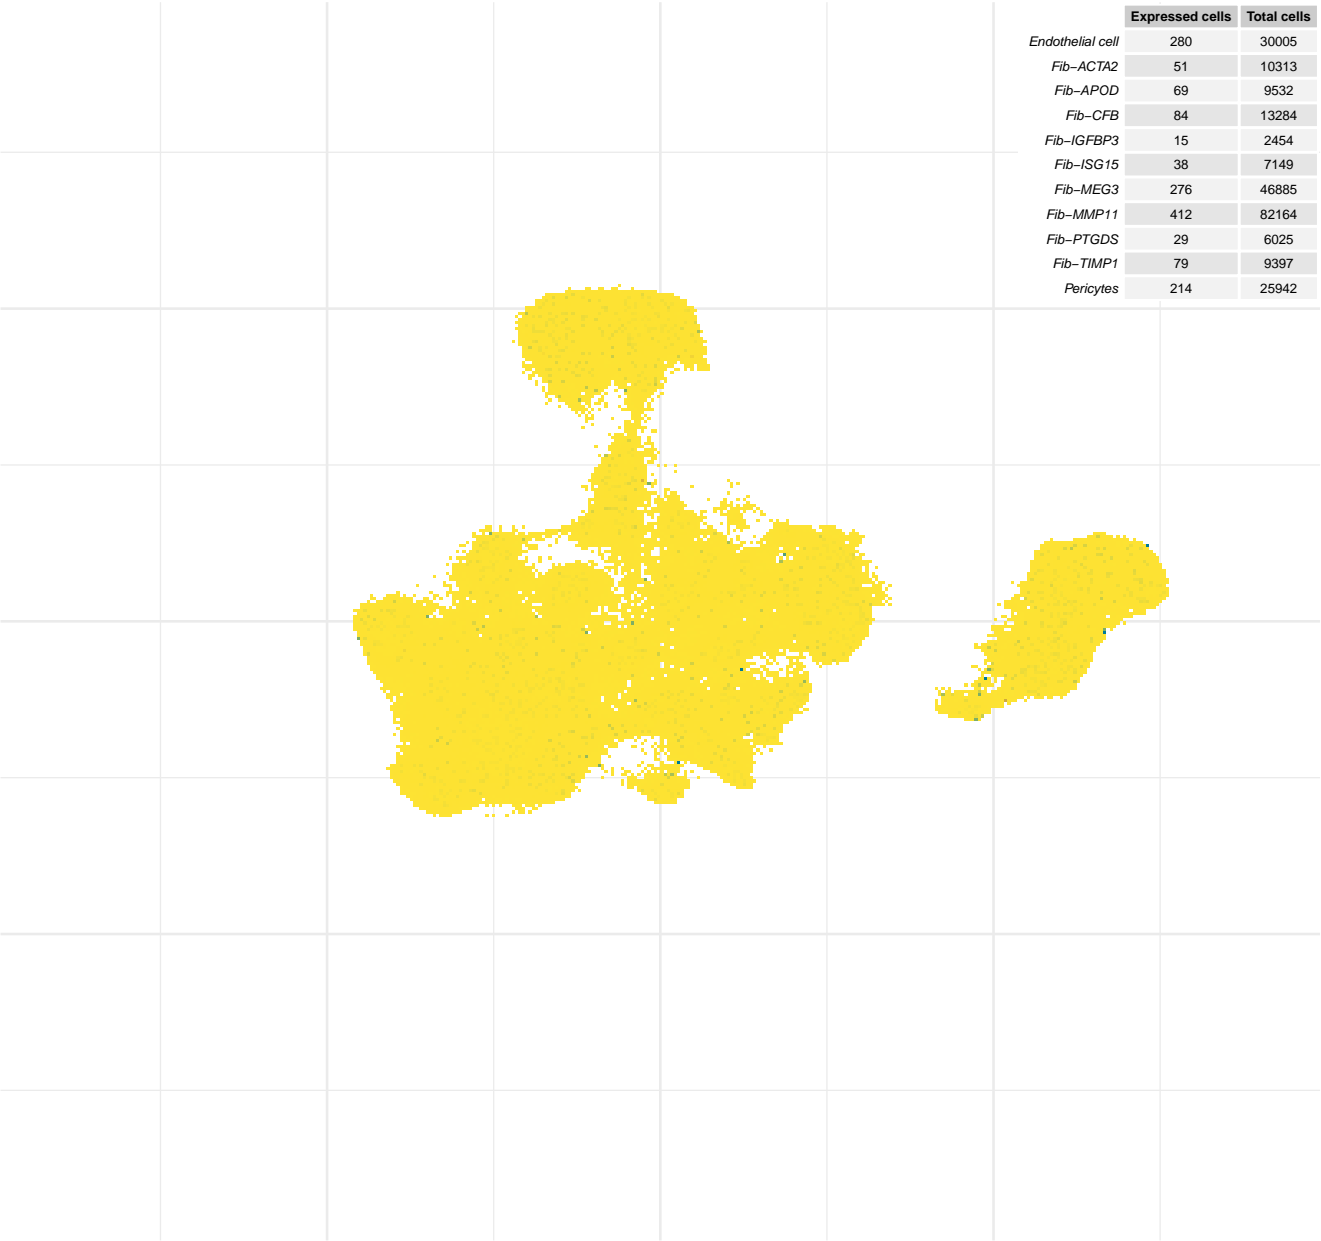 Expressed cells Total cells
Endothelial cell 280 30005
Fib−ACTA2 51 10313
Fib−APOD 69 9532
Fib−CFB 84 13284
Fib−IGFBP3 15 2454
Fib−ISG15 38 7149
Fib−MEG3 276 46885
Fib−MMP11 412 82164
Fib−PTGDS 29 6025
Fib−TIMP1 79 9397
Pericytes 214 25942